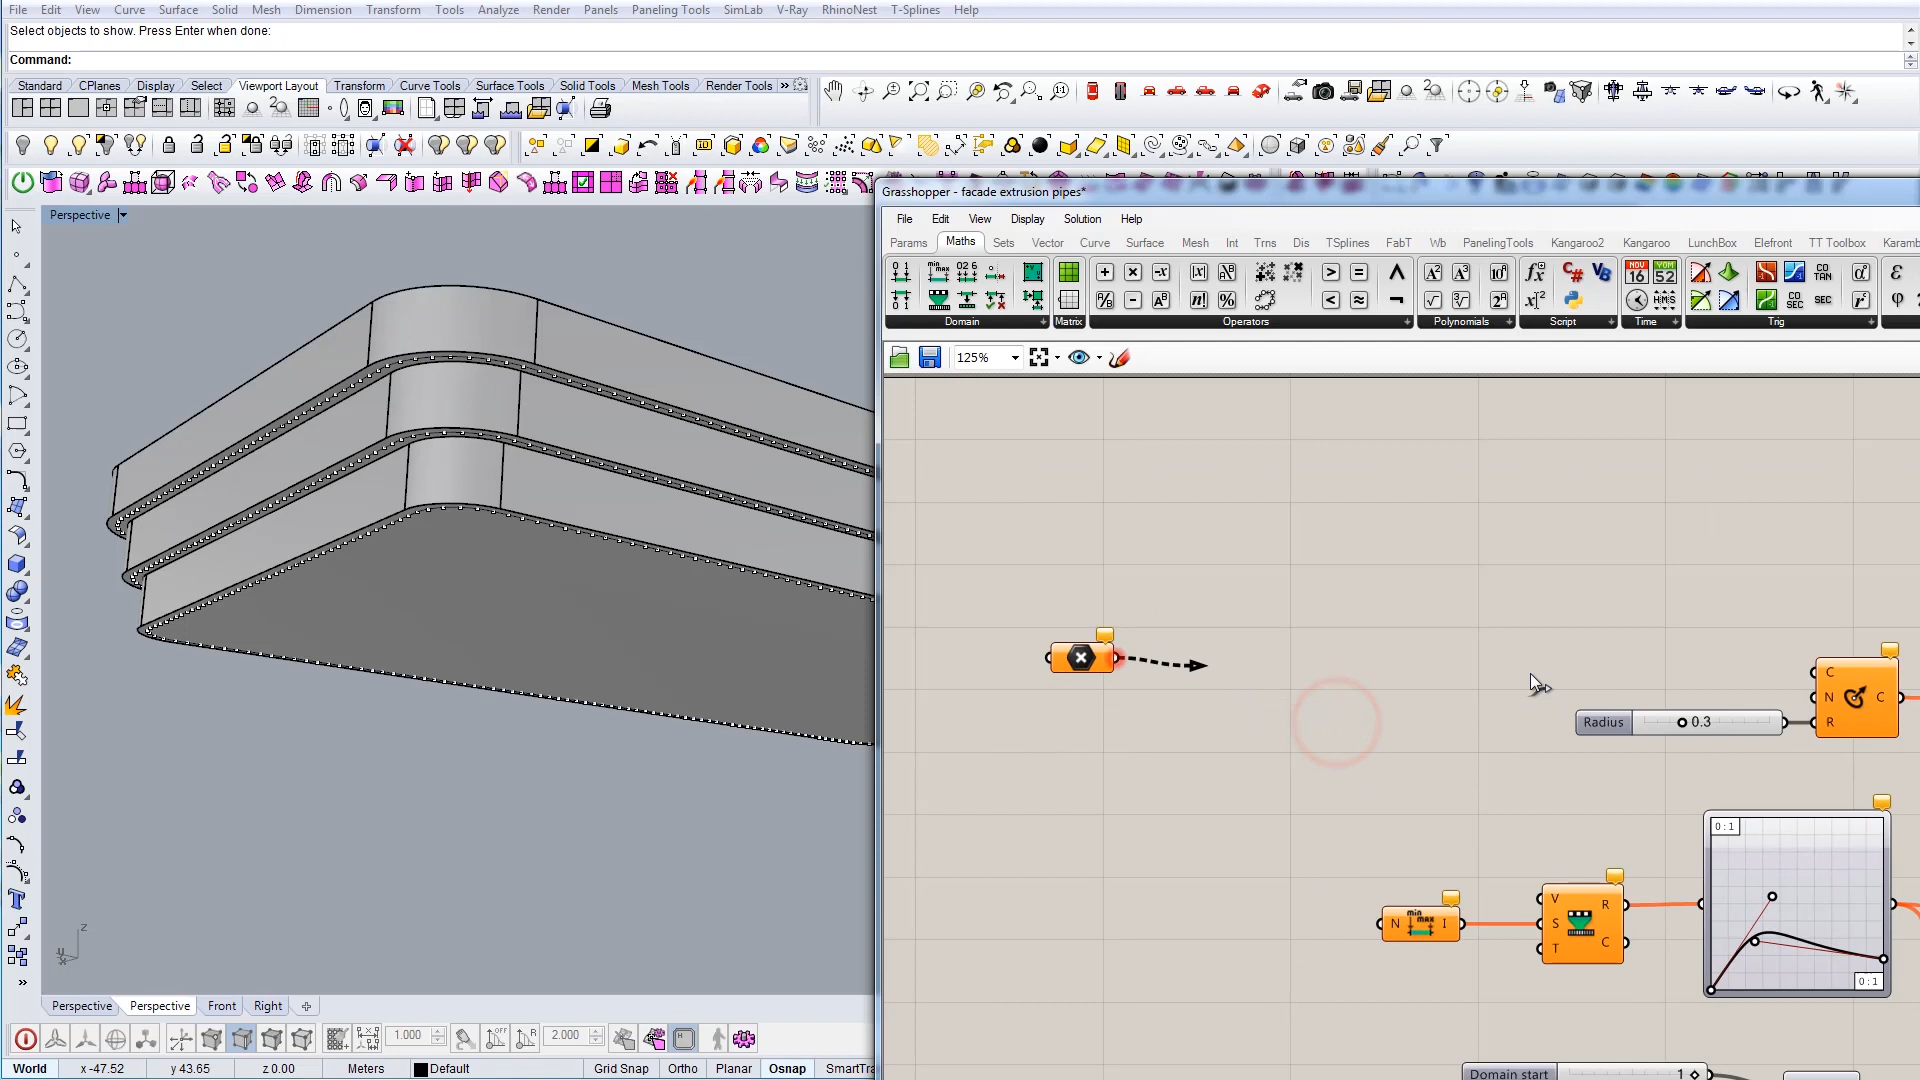 File Edit View Curve Surface Solid Mesh Dimension Transform Tools Analyze Render Panels Paneling Tools SimLab V-Ray RhinoNest T-Splines Help
Select objects to show. Press Enter when done:
Command:
Standard CPlanes Display Select Viewport Layout Transform Curve Tools Surface Tools Solid Tools Mesh Tools Render Tools »
Grasshopper - facade extrusion pipes*
Perspective
File Edit View Display Solution Help
Params Maths Sets Vector Curve Surface Mesh Int Trns Dis TSplines FabT Wb PanelingTools Kangaroo2 Kangaroo LunchBox Elefront TT Toolbox Karamb
Domain Matrix Operators Polynomials Script Time Trig
125%
C
N C
R
Radius 0.3
0 : 1
0 : 1
N min max I
V R
S
T C
z
Domain start 1
Perspective Perspective Front Right
1.000 2.000
World x -47.52 y 43.65 z 0.00 Meters Default Grid Snap Ortho Planar Osnap SmartTra